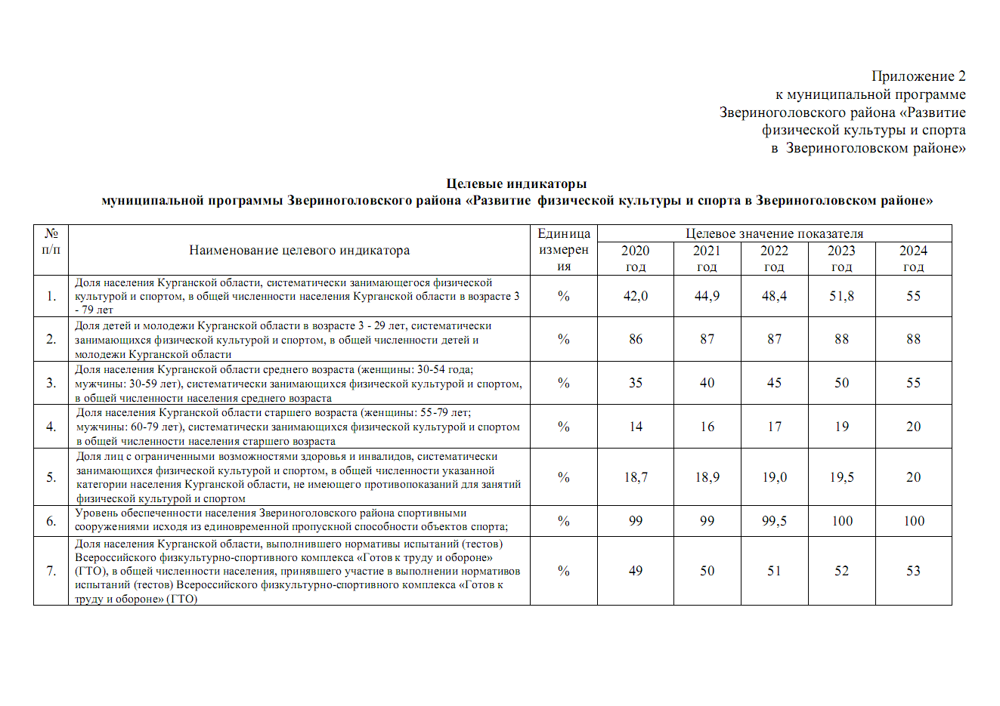 Приложение 2
к муниципальной программе
Звериноголовского района «Развитие
физической культуры и спорта
в Звериноголовском районе»
Целевые индикаторы
муниципальной программы Звериноголовского района «Развитие физической культуры и спорта в Звериноголовском районе»
№
п/п
Наименование целевого индикатора
Единица
измерен
ия
Целевое значение показателя
2020
год
2021
год
2022
год
2023
год
2024
год
1.
Доля населения Курганской области, систематически занимающегося физической
культурой и спортом, в общей численности населения Курганской области в возрасте 3
- 79 лет
%
42,0
44,9
48,4
51,8
55
2.
Доля детей и молодежи Курганской области в возрасте 3 - 29 лет, систематически
занимающихся физической культурой и спортом, в общей численности детей и
молодежи Курганской области
%
86
87
87
88
88
3.
Доля населения Курганской области среднего возраста (женщины: 30-54 года;
мужчины: 30-59 лет), систематически занимающихся физической культурой и спортом,
в общей численности населения среднего возраста
%
35
40
45
50
55
4.
Доля населения Курганской области старшего возраста (женщины: 55-79 лет;
мужчины: 60-79 лет), систематически занимающихся физической культурой и спортом
в общей численности населения старшего возраста
%
14
16
17
19
20
5.
Доля лиц с ограниченными возможностями здоровья и инвалидов, систематически
занимающихся физической культурой и спортом, в общей численности указанной
категории населения Курганской области, не имеющего противопоказаний для занятий
физической культурой и спортом
%
18,7
18,9
19,0
19,5
20
6.
Уровень обеспеченности населения Звериноголовского района спортивными
сооружениями исходя из единовременной пропускной способности объектов спорта;
%
99
99
99,5
100
100
7.
Доля населения Курганской области, выполнившего нормативы испытаний (тестов)
Всероссийского физкультурно-спортивного комплекса «Готов к труду и обороне»
(ГТО), в общей численности населения, принявшего участие в выполнении нормативов
испытаний (тестов) Всероссийского физкультурно-спортивного комплекса «Готов к
труду и обороне» (ГТО)
%
49
50
51
52
53